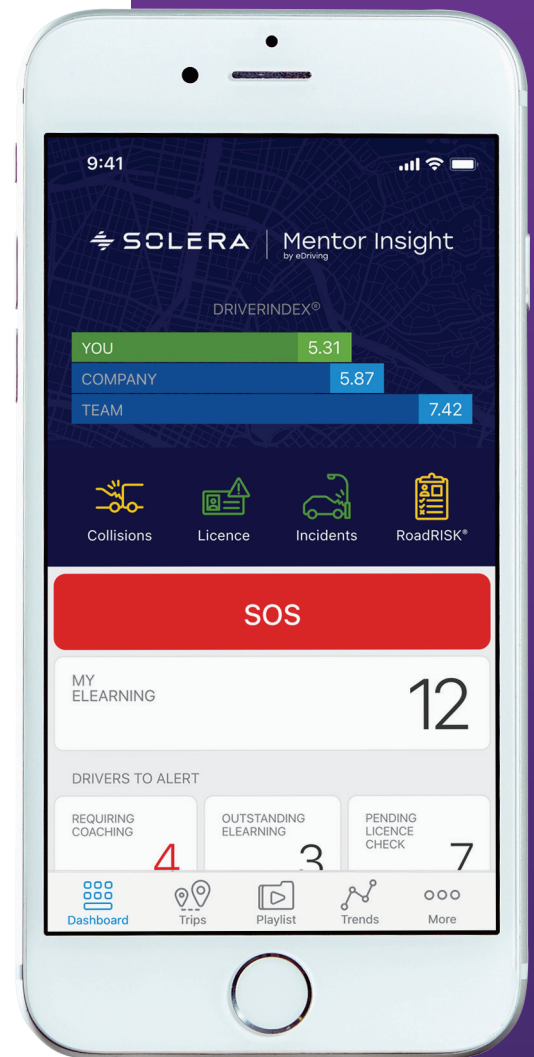 9:41
SOLERA | Mentor Insight
by eDriving
DRIVERINDEX®
YOU 5.31
COMPANY 5.87
TEAM 7.42
Collisions Licence Incidents RoadRISK®
SOS
MY
ELEARNING
12
DRIVERS TO ALERT
REQUIRING
COACHING
4
OUTSTANDING
ELEARNING
3
PENDING
LICENCE
CHECK
7
Dashboard Trips Playlist Trends More